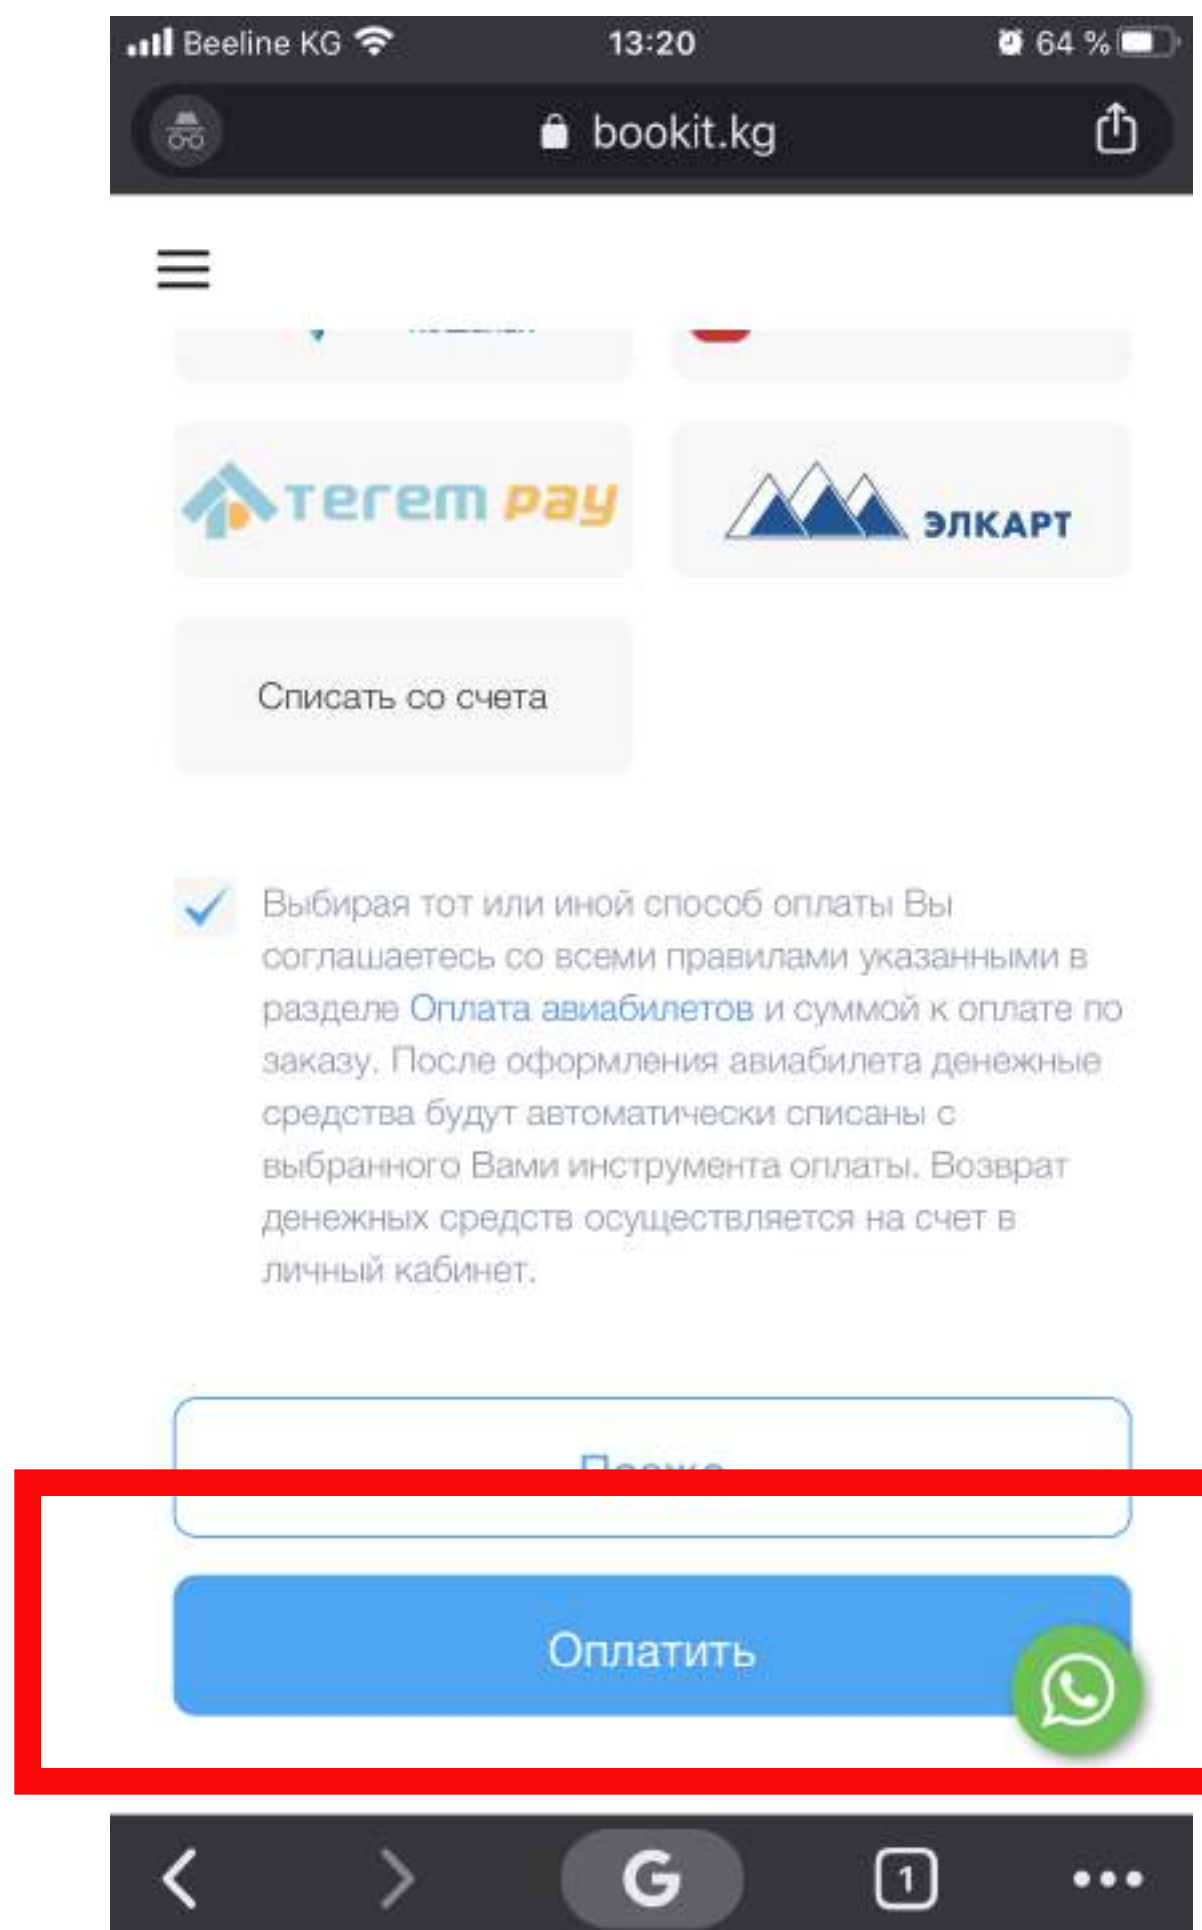 Beeline KG 13:20 64 %
bookit.kg
тегем pay
ЭЛКАРТ
Списать со счета
Выбирая тот или иной способ оплаты Вы
соглашаетесь со всеми правилами указанными в
разделе Оплата авиабилетов и суммой к оплате по
заказу. После оформления авиабилета денежные
средства будут автоматически списаны с
выбранного Вами инструмента оплаты. Возврат
денежных средств осуществляется на счет в
личный кабинет.
Оплатить
G 1